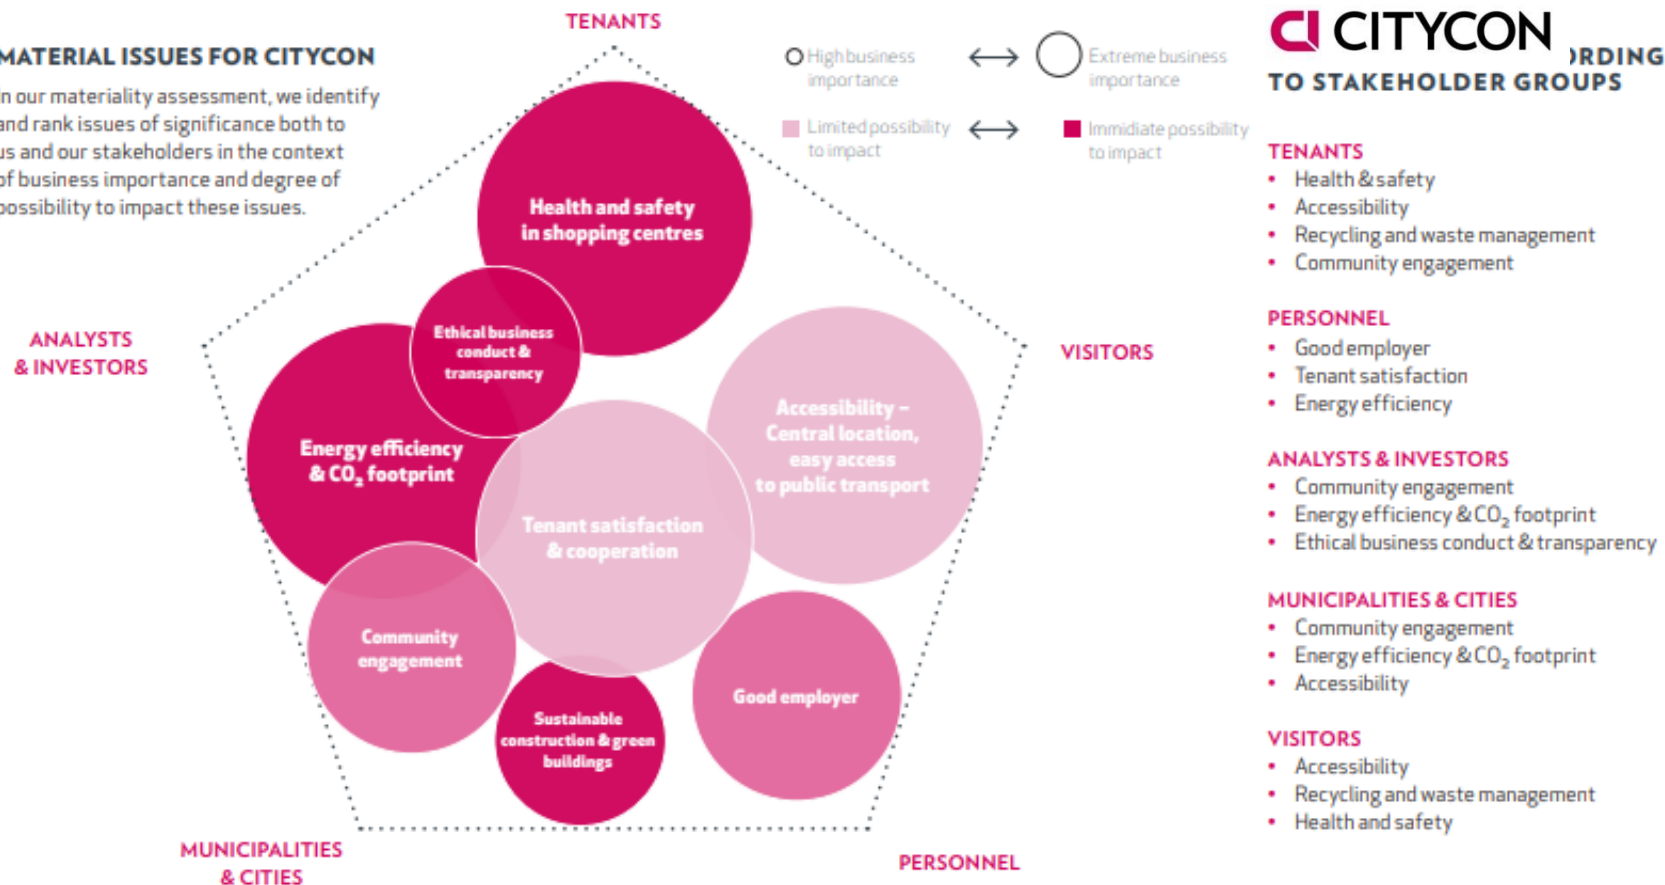 TENANTS
MATERIAL ISSUES FOR CITYCON
In our materiality assessment, we identify
and rank issues of significance both to
us and our stakeholders in the context
of business importance and degree of
possibility to impact these issues.
High business
importance
Extreme business
importance
Limited possibility
to impact
Immidiate possibility
to impact
Health and safety
in shopping centres
Ethical business
conduct &
transparency
ANALYSTS
& INVESTORS
VISITORS
Energy efficiency
& CO₂ footprint
Accessibility –
Central location,
easy access
to public transport
Tenant satisfaction
& cooperation
Community
engagement
Good employer
Sustainable
construction & green
buildings
MUNICIPALITIES
& CITIES
PERSONNEL
CITYCON
ORDING
TO STAKEHOLDER GROUPS
TENANTS
• Health & safety
• Accessibility
• Recycling and waste management
• Community engagement
PERSONNEL
• Good employer
• Tenant satisfaction
• Energy efficiency
ANALYSTS & INVESTORS
• Community engagement
• Energy efficiency & CO₂ footprint
• Ethical business conduct & transparency
MUNICIPALITIES & CITIES
• Community engagement
• Energy efficiency & CO₂ footprint
• Accessibility
VISITORS
• Accessibility
• Recycling and waste management
• Health and safety